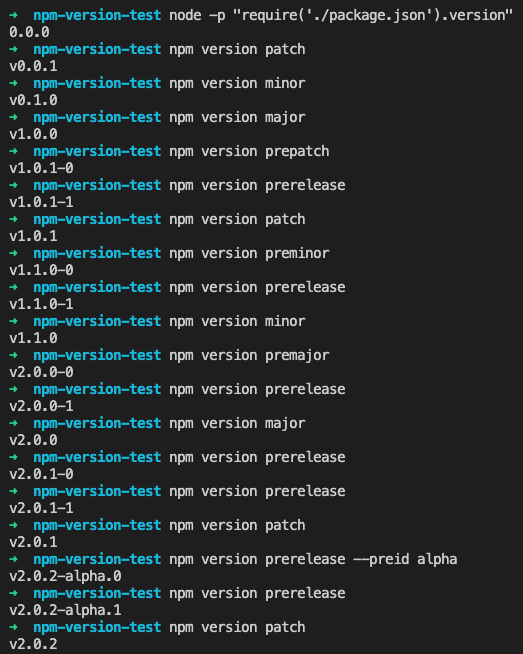 ➜ npm-version-test node -p "require('./package.json').version"
0.0.0
➜ npm-version-test npm version patch
v0.0.1
➜ npm-version-test npm version minor
v0.1.0
➜ npm-version-test npm version major
v1.0.0
➜ npm-version-test npm version prepatch
v1.0.1-0
➜ npm-version-test npm version prerelease
v1.0.1-1
➜ npm-version-test npm version patch
v1.0.1
➜ npm-version-test npm version preminor
v1.1.0-0
➜ npm-version-test npm version prerelease
v1.1.0-1
➜ npm-version-test npm version minor
v1.1.0
➜ npm-version-test npm version premajor
v2.0.0-0
➜ npm-version-test npm version prerelease
v2.0.0-1
➜ npm-version-test npm version major
v2.0.0
➜ npm-version-test npm version prerelease
v2.0.1-0
➜ npm-version-test npm version prerelease
v2.0.1-1
➜ npm-version-test npm version patch
v2.0.1
➜ npm-version-test npm version prerelease --preid alpha
v2.0.2-alpha.0
➜ npm-version-test npm version prerelease
v2.0.2-alpha.1
➜ npm-version-test npm version patch
v2.0.2